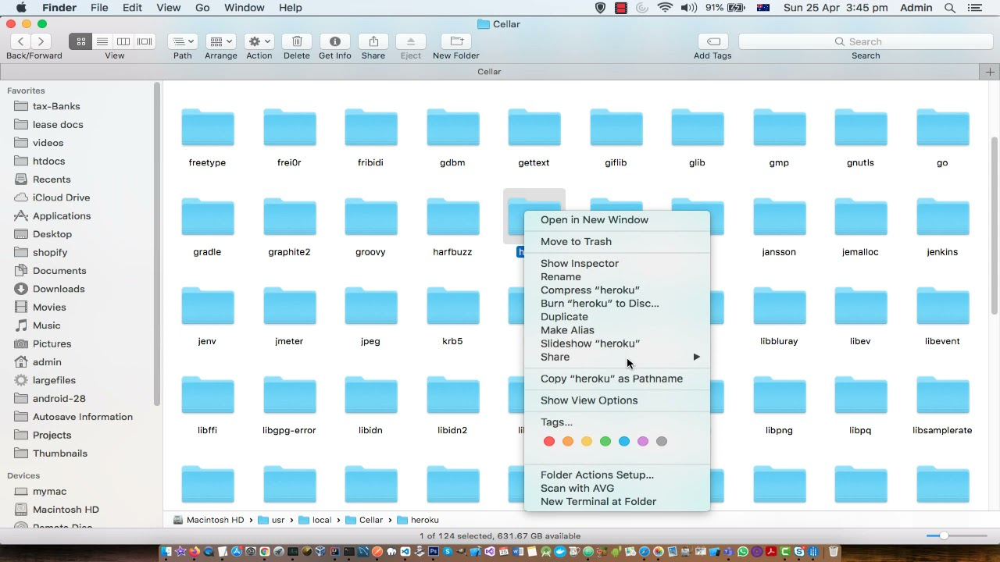 Finder File Edit View Go Window Help 91% Sun 25 Apr 3:45 pm Admin
Cellar
Back/Forward View Path Arrange Action Delete Get Info Share Eject New Folder Add Tags Search
Search
Cellar
Favorites
tax-Banks
lease docs
videos
htdocs
Recents
iCloud Drive
Applications
Desktop
shopify
Documents
Downloads
Movies
Music
Pictures
admin
largefiles
android-28
Autosave Information
Projects
Thumbnails
Devices
mymac
Macintosh HD
Remote Disc
freetype frei0r fribidi gdbm gettext giflib glib gmp gnutls go
gradle graphite2 groovy harfbuzz h jansson jemalloc jenkins
jenv jmeter jpeg krb5 libbluray libev libevent
libffi libgpg-error libidn libidn2 libpng libpq libsamplerate
Open in New Window
Move to Trash
Show Inspector
Rename
Compress “heroku”
Burn “heroku” to Disc...
Duplicate
Make Alias
Slideshow “heroku”
Share
Copy “heroku” as Pathname
Show View Options
Tags...
Folder Actions Setup...
Scan with AVG
New Terminal at Folder
Macintosh HD usr local Cellar heroku
1 of 124 selected, 631.67 GB available